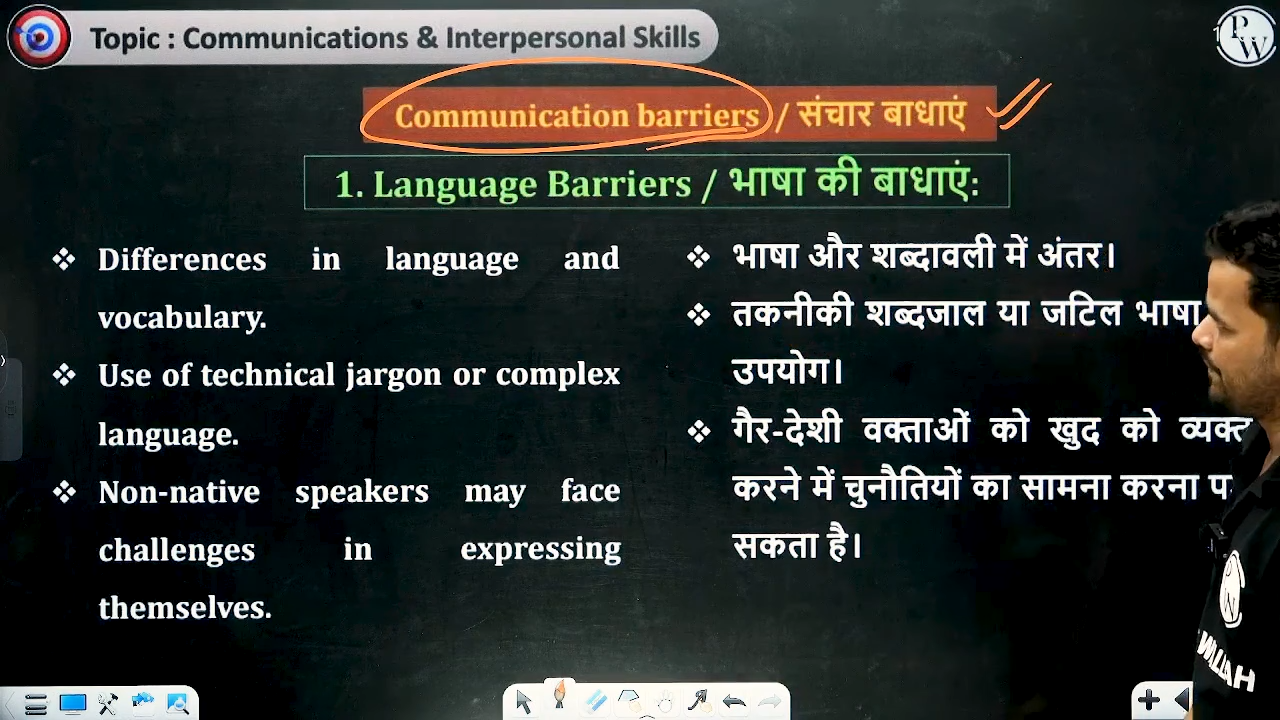 Topic : Communications & Interpersonal Skills
PW
Communication barriers / संचार बाधाएं
1. Language Barriers / भाषा की बाधाएं:
❖ Differences in language and
vocabulary.
❖ Use of technical jargon or complex
language.
❖ Non-native speakers may face
challenges in expressing
themselves.
❖ भाषा और शब्दावली में अंतर।
❖ तकनीकी शब्दजाल या जटिल भाषा
उपयोग।
❖ गैर-देशी वक्ताओं को खुद को व्यक्त
करने में चुनौतियों का सामना करना
सकता है।